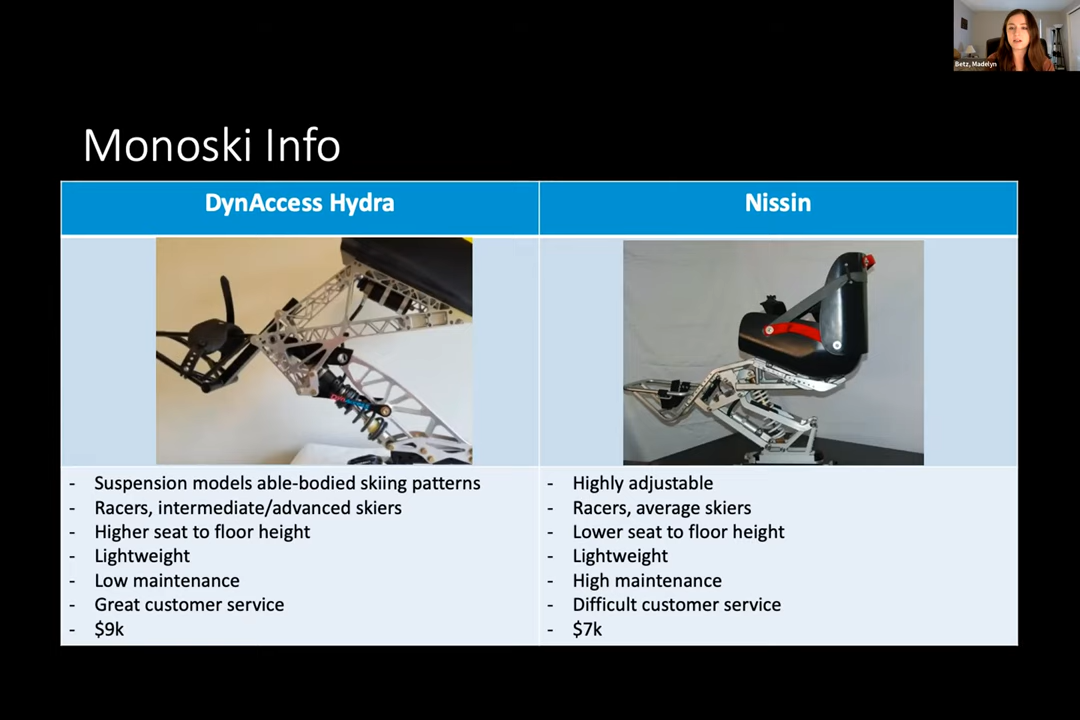 Betz, Madelyn
Monoski Info
DynAccess Hydra
Nissin
- Suspension models able-bodied skiing patterns
- Racers, intermediate/advanced skiers
- Higher seat to floor height
- Lightweight
- Low maintenance
- Great customer service
- $9k
- Highly adjustable
- Racers, average skiers
- Lower seat to floor height
- Lightweight
- High maintenance
- Difficult customer service
- $7k